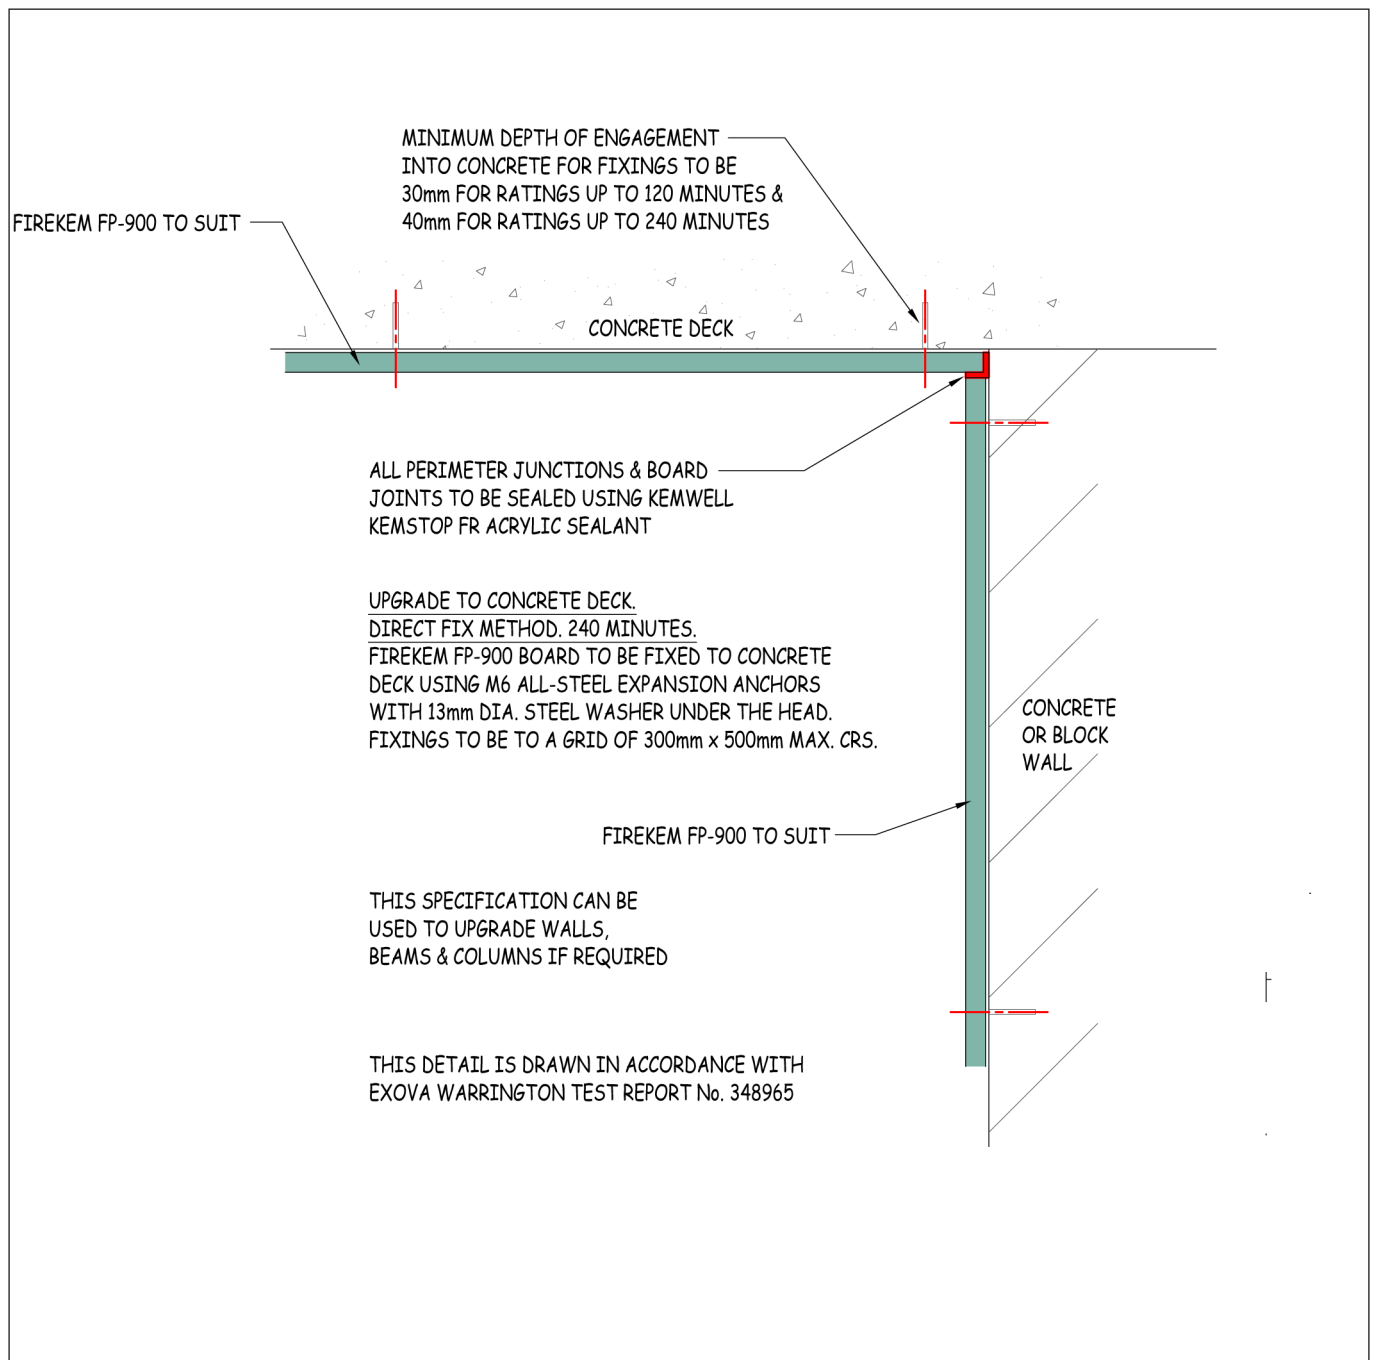 MINIMUM DEPTH OF ENGAGEMENT
INTO CONCRETE FOR FIXINGS TO BE
30mm FOR RATINGS UP TO 120 MINUTES &
40mm FOR RATINGS UP TO 240 MINUTES
FIREKEM FP-900 TO SUIT
CONCRETE DECK
ALL PERIMETER JUNCTIONS & BOARD
JOINTS TO BE SEALED USING KEMWELL
KEMSTOP FR ACRYLIC SEALANT
UPGRADE TO CONCRETE DECK.
DIRECT FIX METHOD. 240 MINUTES.
FIREKEM FP-900 BOARD TO BE FIXED TO CONCRETE
DECK USING M6 ALL-STEEL EXPANSION ANCHORS
WITH 13mm DIA. STEEL WASHER UNDER THE HEAD.
FIXINGS TO BE TO A GRID OF 300mm x 500mm MAX. CRS.
CONCRETE
OR BLOCK
WALL
FIREKEM FP-900 TO SUIT
THIS SPECIFICATION CAN BE
USED TO UPGRADE WALLS,
BEAMS & COLUMNS IF REQUIRED
THIS DETAIL IS DRAWN IN ACCORDANCE WITH
EXOVA WARRINGTON TEST REPORT No. 348965